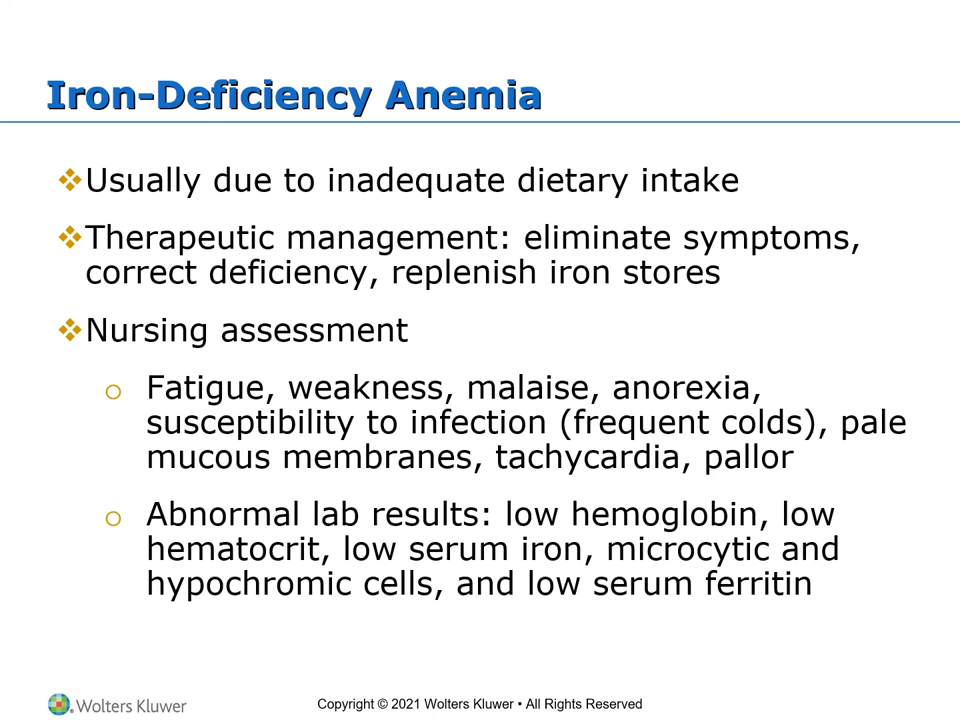 Iron-Deficiency Anemia
❖Usually due to inadequate dietary intake
❖Therapeutic management: eliminate symptoms,
correct deficiency, replenish iron stores
❖Nursing assessment
o Fatigue, weakness, malaise, anorexia,
susceptibility to infection (frequent colds), pale
mucous membranes, tachycardia, pallor
o Abnormal lab results: low hemoglobin, low
hematocrit, low serum iron, microcytic and
hypochromic cells, and low serum ferritin
Wolters Kluwer
Copyright © 2021 Wolters Kluwer • All Rights Reserved